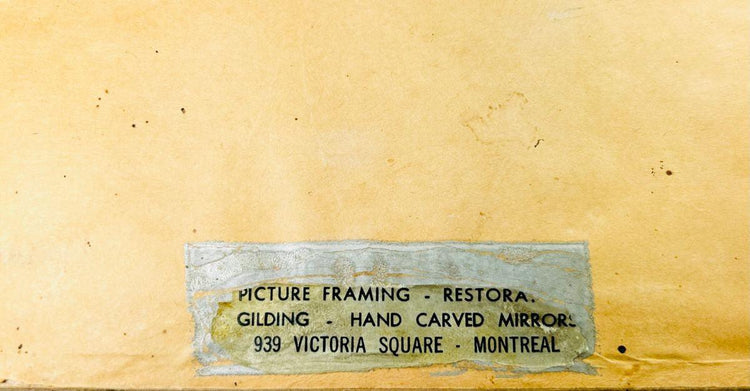 PICTURE FRAMING - RESTORA
GILDING - HAND CARVED MIRRORS
939 VICTORIA SQUARE - MONTREAL